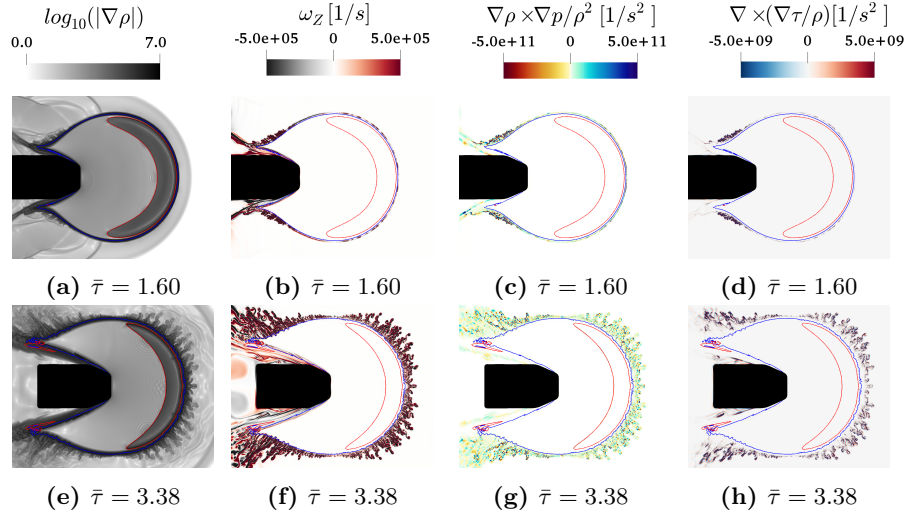 log₁₀(|∇ρ|)
0.0 7.0
ω_Z [1/s]
-5.0e+05 0 5.0e+05
∇ρ ×∇p/ρ² [1/s²]
-5.0e+11 0 5.0e+11
∇ ×(∇τ/ρ)[1/s²]
-5.0e+09 0 5.0e+09
(a) τ̄ = 1.60
(b) τ̄ = 1.60
(c) τ̄ = 1.60
(d) τ̄ = 1.60
(e) τ̄ = 3.38
(f) τ̄ = 3.38
(g) τ̄ = 3.38
(h) τ̄ = 3.38